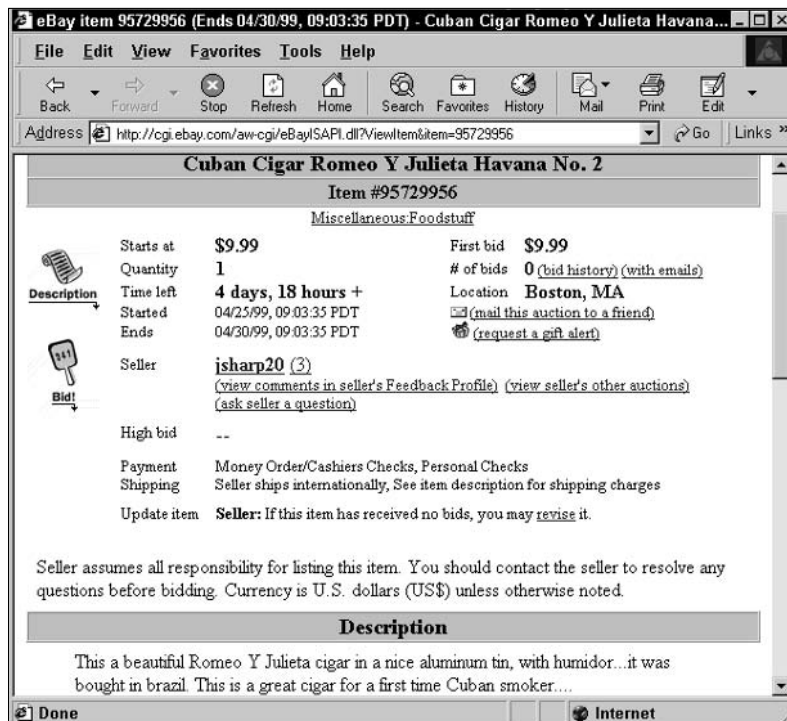 eBay item 95729956 (Ends 04/30/99, 09:03:35 PDT) - Cuban Cigar Romeo Y Julieta Havana...
File Edit View Favorites Tools Help
Back Forward Stop Refresh Home Search Favorites History Mail Print Edit
Address http://cgi.ebay.com/aw-cgi/eBayISAPI.dll?ViewItem&item=95729956 Go Links »
Cuban Cigar Romeo Y Julieta Havana No. 2
Item #95729956
Miscellaneous:Foodstuff
Starts at $9.99 First bid $9.99
Quantity 1 # of bids 0 (bid history) (with emails)
Description
Time left 4 days, 18 hours + Location Boston, MA
Started 04/25/99, 09:03:35 PDT (mail this auction to a friend)
Ends 04/30/99, 09:03:35 PDT (request a gift alert)
Bid!
Seller jsharp20 (3)
(view comments in seller's Feedback Profile) (view seller's other auctions)
(ask seller a question)
High bid --
Payment Money Order/Cashiers Checks, Personal Checks
Shipping Seller ships internationally, See item description for shipping charges
Update item Seller: If this item has received no bids, you may revise it.
Seller assumes all responsibility for listing this item. You should contact the seller to resolve any
questions before bidding. Currency is U.S. dollars (US$) unless otherwise noted.
Description
This a beautiful Romeo Y Julieta cigar in a nice aluminum tin, with humidor...it was
bought in brazil. This is a great cigar for a first time Cuban smoker....
Done Internet